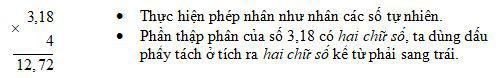 3,18
×
4
12,72
• Thực hiện phép nhân như nhân các số tự nhiên.
• Phần thập phân của số 3,18 có hai chữ số, ta dùng dấu
phẩy tách ở tích ra hai chữ số kể từ phải sang trái.